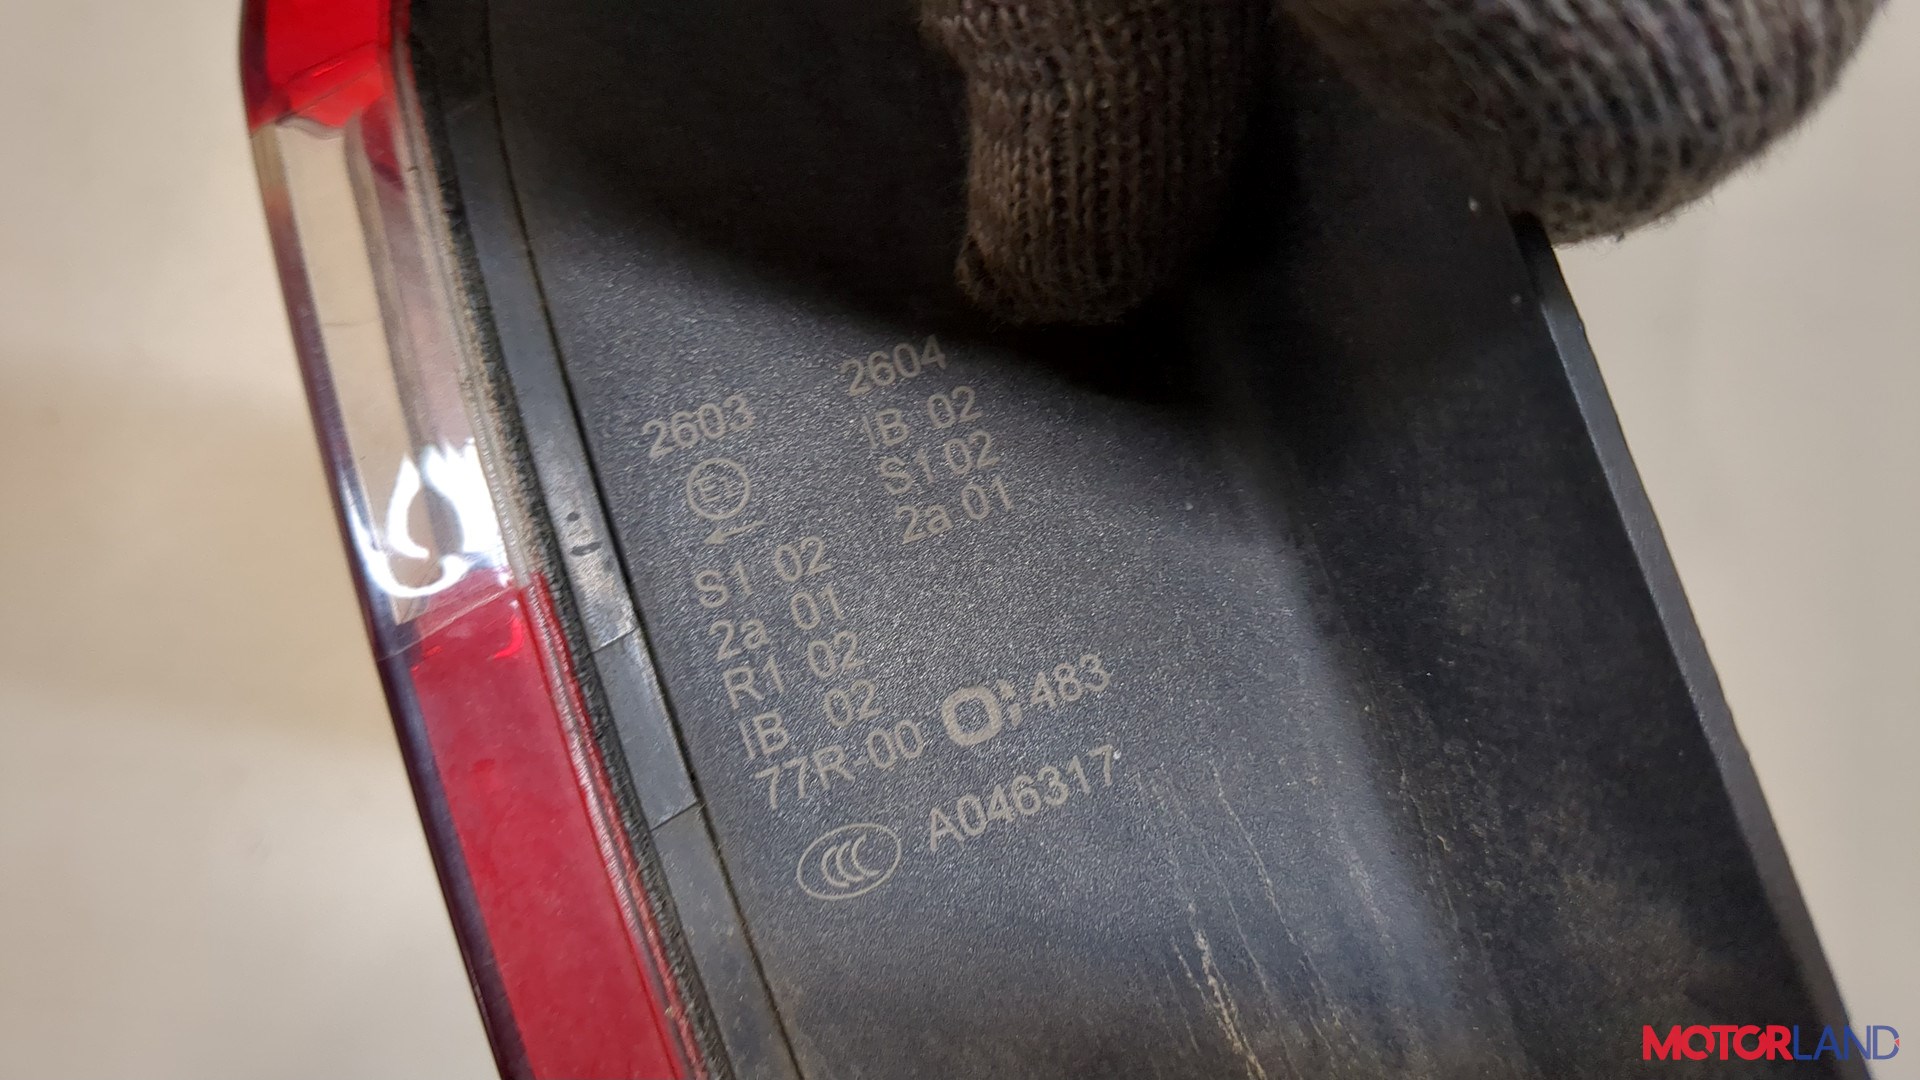 2603
S1 02
2a 01
R1 02
IB 02
77R-00 483
CCC A046317
2604
IB 02
S1 02
2a 01
MOTORLAND